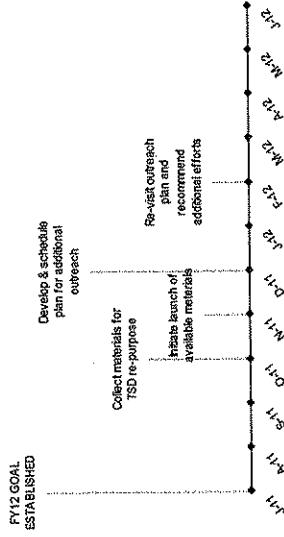 FY12 GOAL
ESTABLISHED
Develop & schedule
plan for additional
outreach
Collect materials for
TSD re-purpose
Initiate launch of
available materials
Re-visit outreach
plan and
recommend
additional efforts
J-11
A-11
S-11
O-11
N-11
D-11
J-12
F-12
M-12
A-12
M-12
J-12